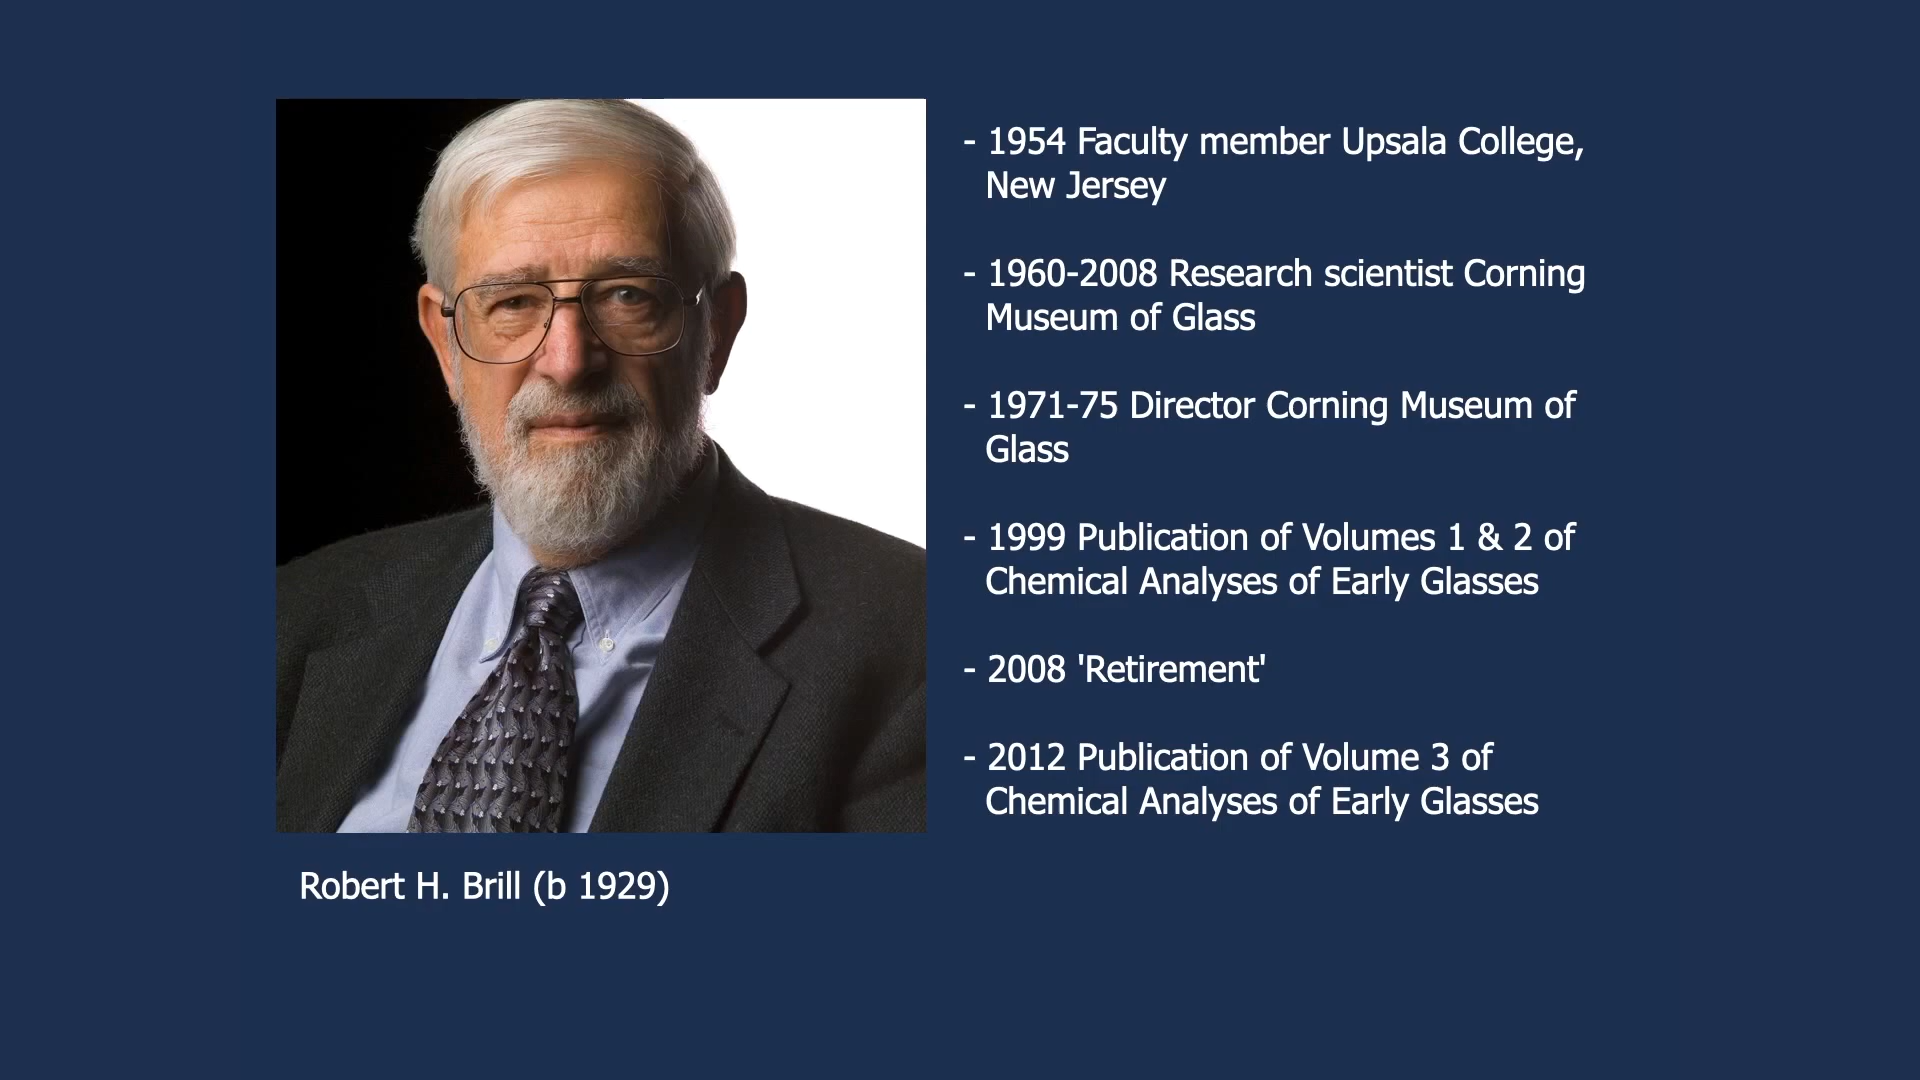 - 1954 Faculty member Upsala College,
New Jersey
- 1960-2008 Research scientist Corning
Museum of Glass
- 1971-75 Director Corning Museum of
Glass
- 1999 Publication of Volumes 1 & 2 of
Chemical Analyses of Early Glasses
- 2008 'Retirement'
- 2012 Publication of Volume 3 of
Chemical Analyses of Early Glasses
Robert H. Brill (b 1929)